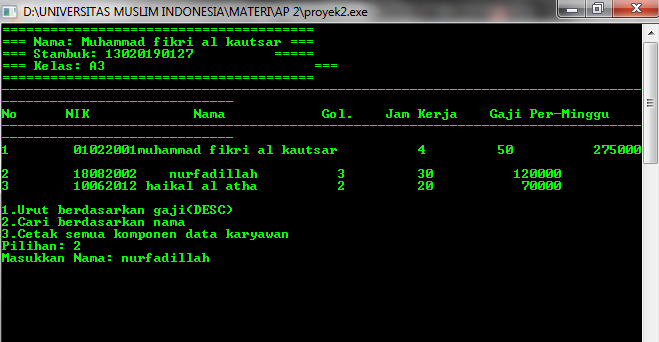 D:\UNIVERSITAS MUSLIM INDONESIA\MATERI\AP 2\proyek2.exe
=======================================
=== Nama: Muhammad fikri al kautsar ===
=== Stambuk: 13020190127          =====
=== Kelas: A3                          ===
=======================================
No      NIK             Nama            Gol.    Jam Kerja    Gaji Per-Minggu
1        01022001muhammad fikri al kautsar          4         50          275000
2        18082002    nurfadillah          3         30          120000
3        10062012 haikal al atha          2         20           70000
1.Urut berdasarkan gaji(DESC)
2.Cari berdasarkan nama
3.Cetak semua komponen data karyawan
Pilihan: 2
Masukkan Nama: nurfadillah